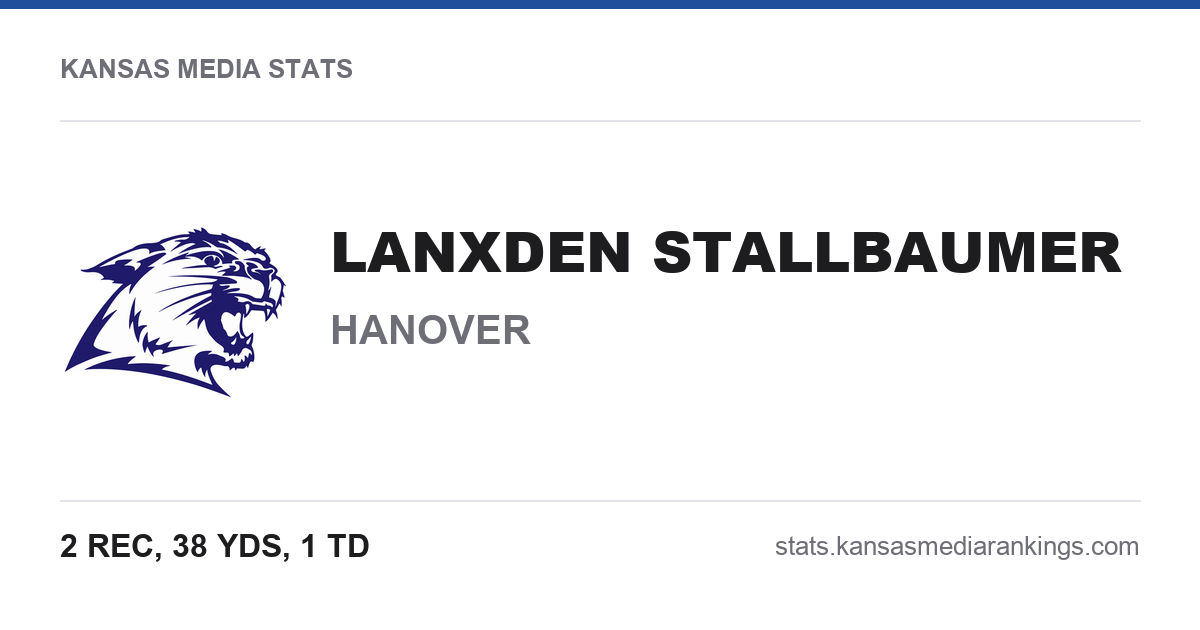 KANSAS MEDIA STATS
LANXDEN STALLBAUMER
HANOVER
2 REC, 38 YDS, 1 TD
stats.kansasmediarankings.com